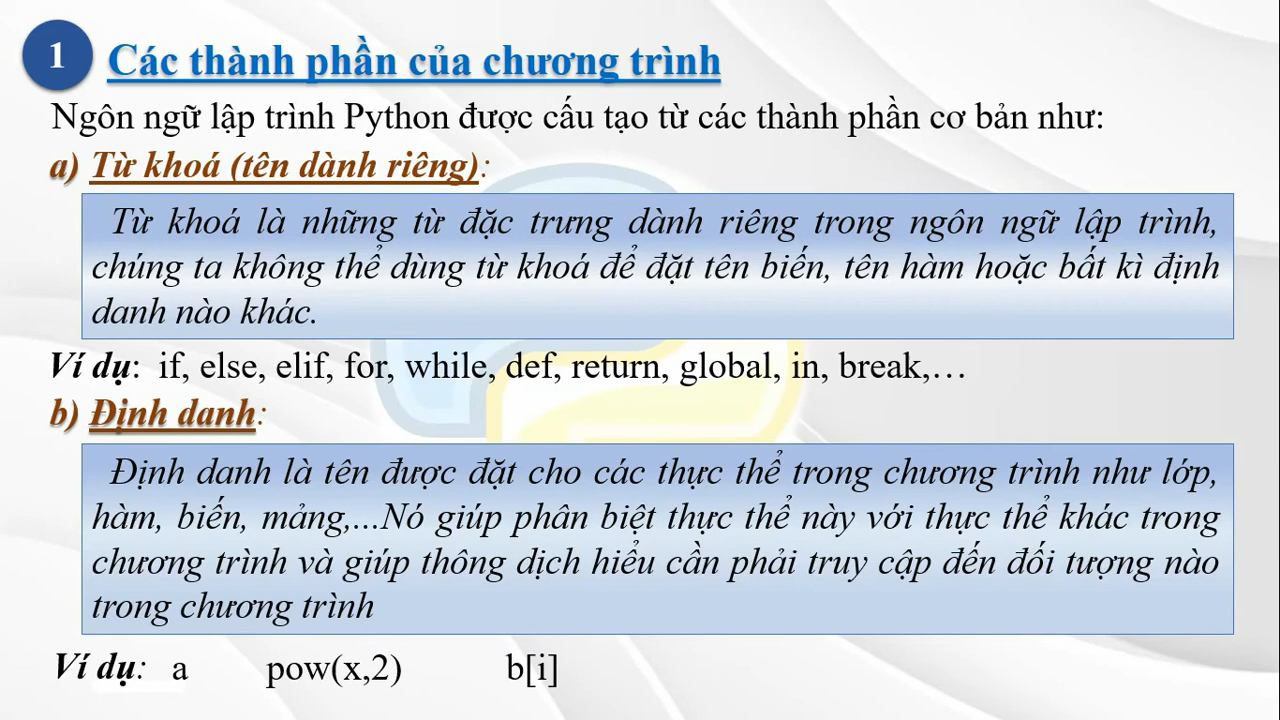 1 Các thành phần của chương trình
Ngôn ngữ lập trình Python được cấu tạo từ các thành phần cơ bản như:
a) Từ khoá (tên dành riêng):
Từ khoá là những từ đặc trưng dành riêng trong ngôn ngữ lập trình,
chúng ta không thể dùng từ khoá để đặt tên biến, tên hàm hoặc bất kì định
danh nào khác.
Ví dụ: if, else, elif, for, while, def, return, global, in, break,…
b) Định danh:
Định danh là tên được đặt cho các thực thể trong chương trình như lớp,
hàm, biến, mảng,...Nó giúp phân biệt thực thể này với thực thể khác trong
chương trình và giúp thông dịch hiểu cần phải truy cập đến đối tượng nào
trong chương trình
Ví dụ: a pow(x,2) b[i]